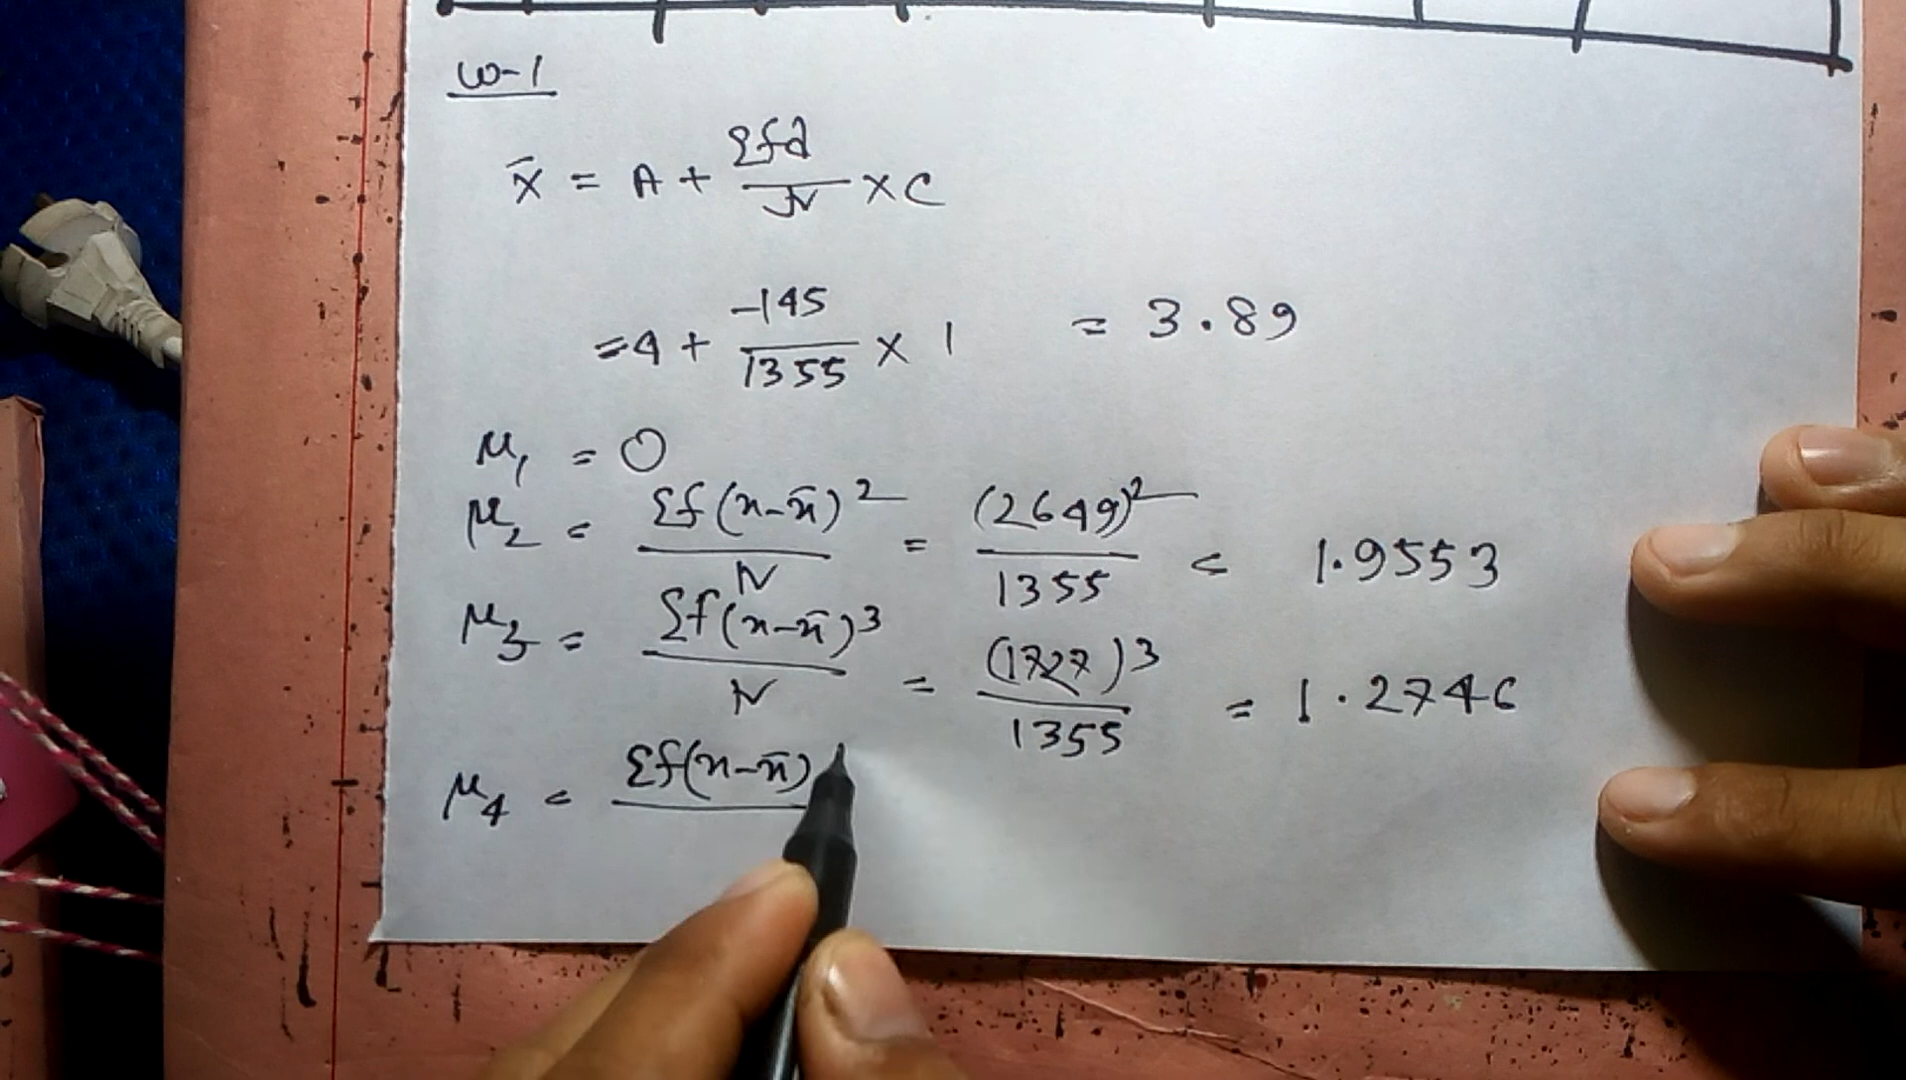 W-1
x̄ = A + Σfd/N × C
= 4 + -145/1355 × 1 = 3.89
μ₁ = 0
μ₂ = Σf(x-x̄)²/N = (2649)²/1355 = 1.9553
μ₃ = Σf(x-x̄)³/N = (1727)³/1355 = 1.2746
μ₄ = Σf(x-x̄)